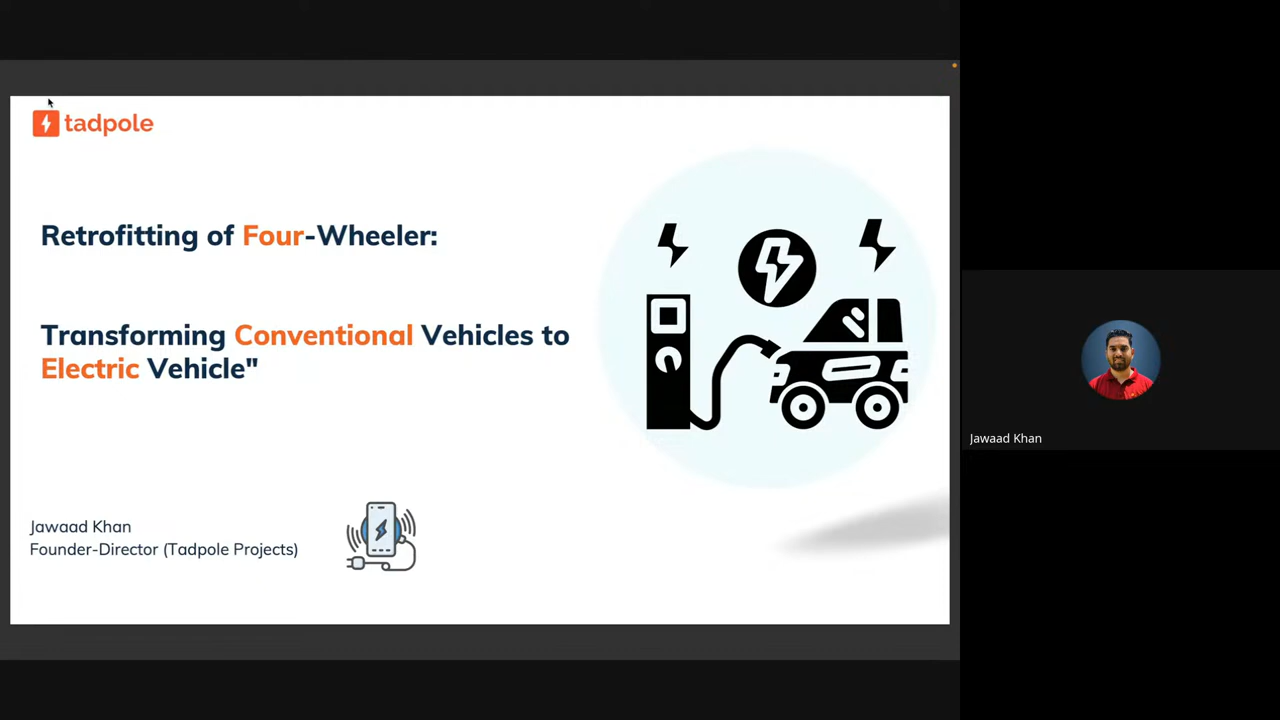 tadpole
Retrofitting of Four-Wheeler:
Transforming Conventional Vehicles to
Electric Vehicle"
Jawaad Khan
Founder-Director (Tadpole Projects)
Jawaad Khan